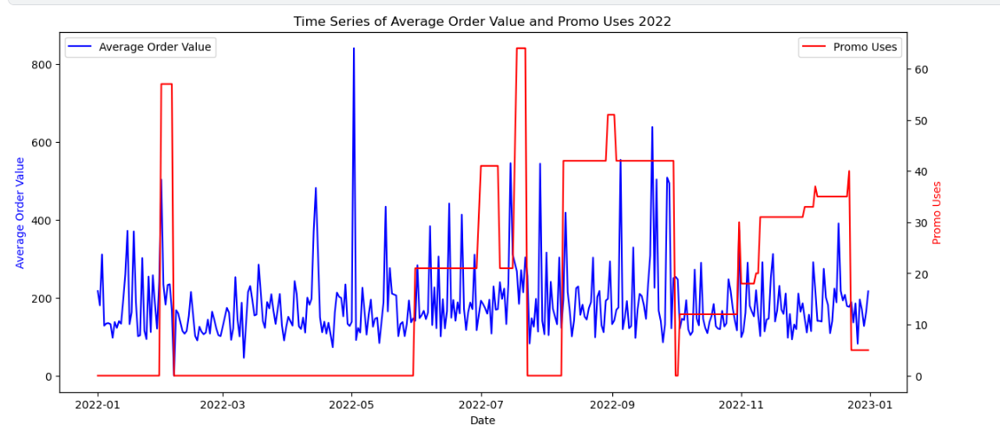 Time Series of Average Order Value and Promo Uses 2022
Average Order Value
Promo Uses
800
600
400
200
0
Average Order Value
60
50
40
30
20
10
0
Promo Uses
2022-01 2022-03 2022-05 2022-07 2022-09 2022-11 2023-01
Date